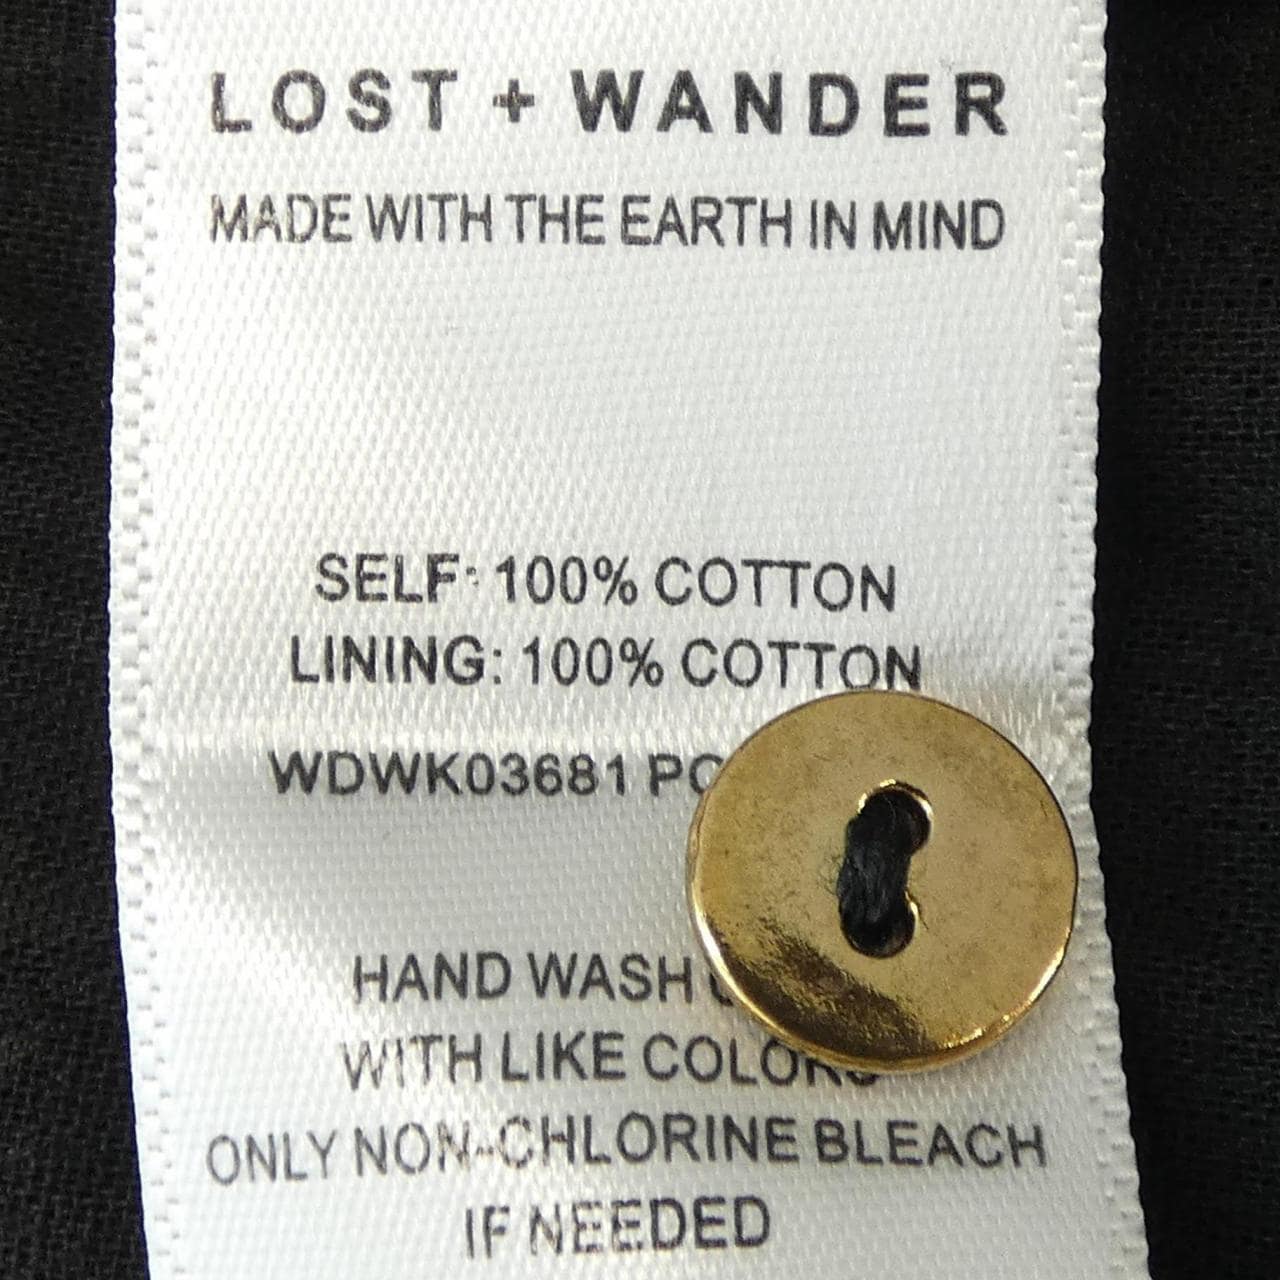 LOST + WANDER
MADE WITH THE EARTH IN MIND
SELF: 100% COTTON
LINING: 100% COTTON
WDWK03681
HAND WASH
WITH LIKE COLORS
ONLY NON-CHLORINE BLEACH
IF NEEDED